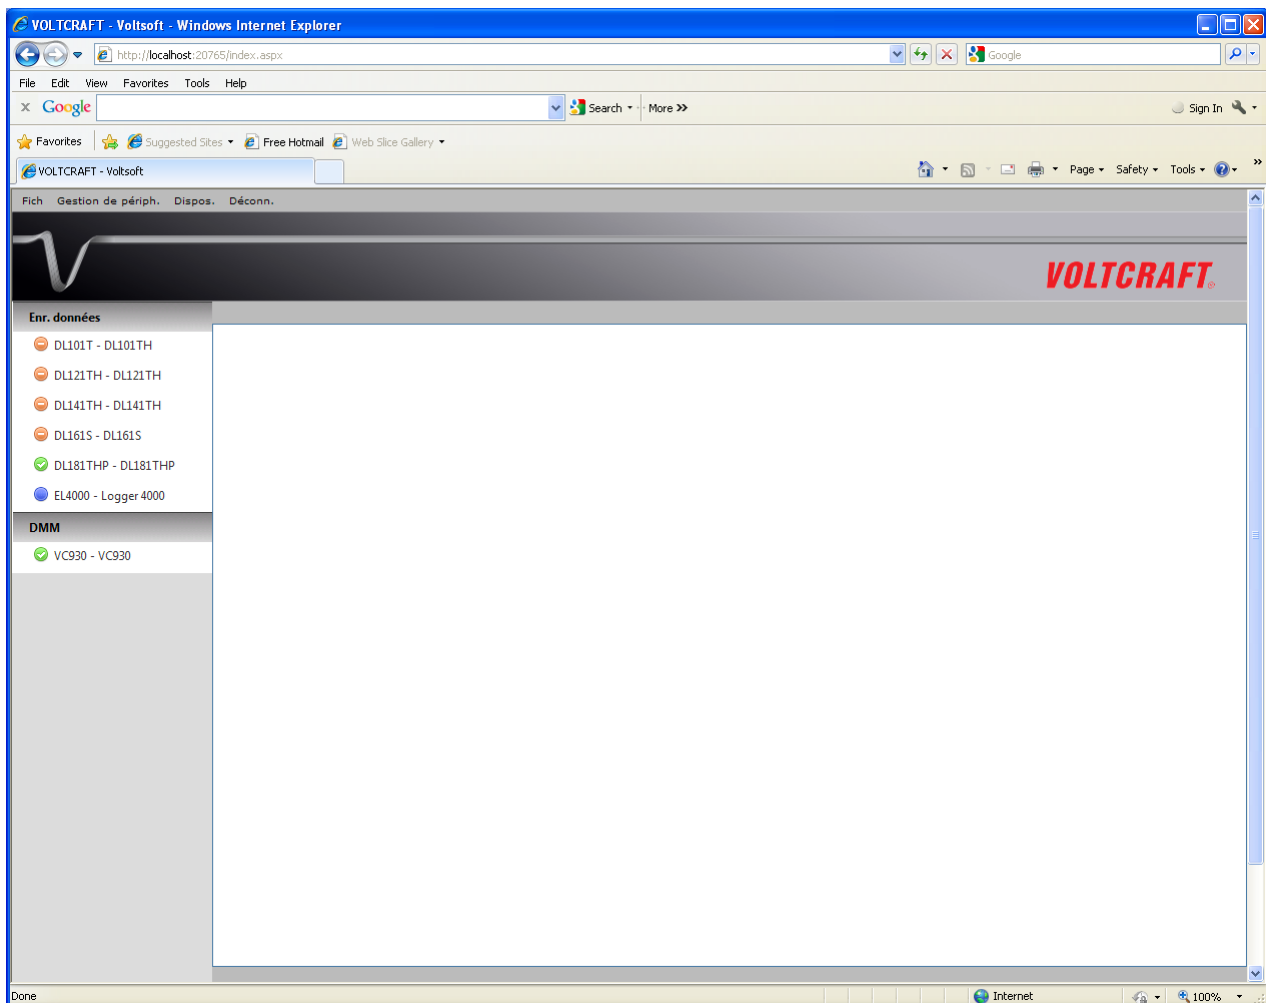 VOLTCRAFT - Voltsoft - Windows Internet Explorer
http://localhost:20765/index.aspx
Google
File Edit View Favorites Tools Help
x Google Search More >> Sign In
Favorites Suggested Sites Free Hotmail Web Slice Gallery
VOLTCRAFT - Voltsoft Page Safety Tools >>
Fich Gestion de périph. Dispos. Déconn.
VOLTCRAFT®
Enr. données
DL101T - DL101TH
DL121TH - DL121TH
DL141TH - DL141TH
DL161S - DL161S
DL181THP - DL181THP
EL4000 - Logger 4000
DMM
VC930 - VC930
Done Internet 100%